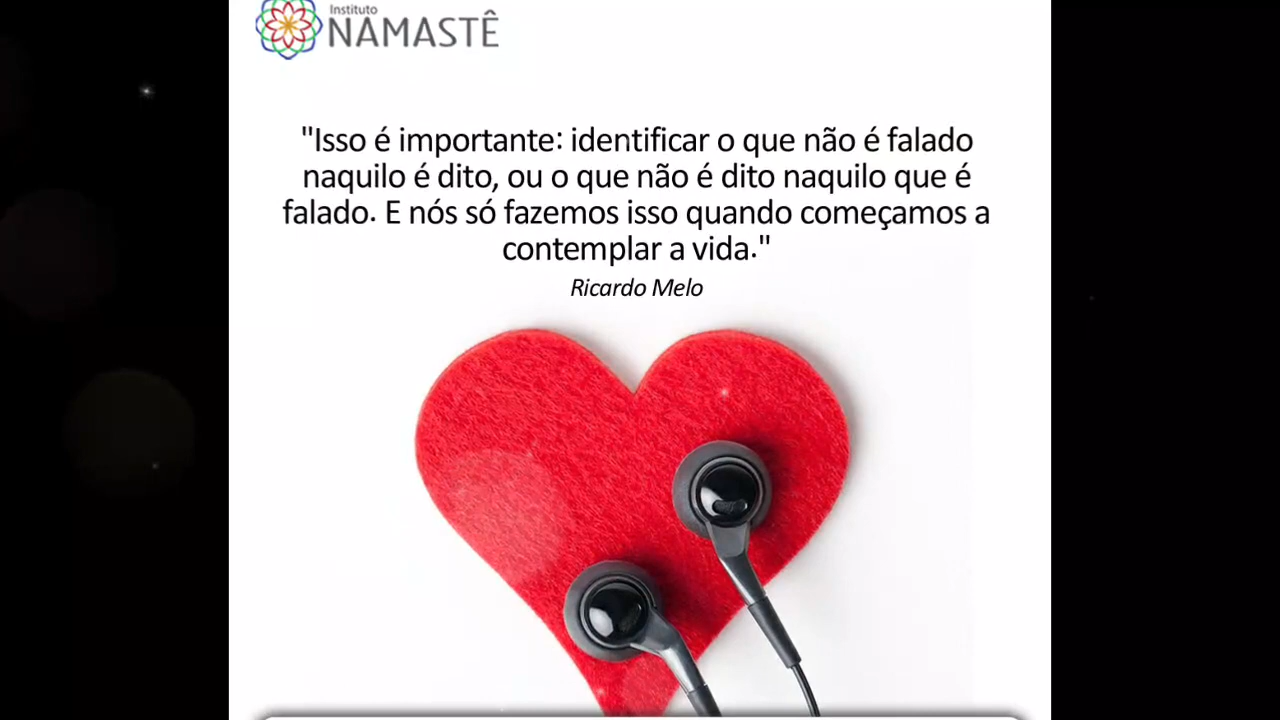 Instituto
NAMASTÊ
"Isso é importante: identificar o que não é falado
naquilo é dito, ou o que não é dito naquilo que é
falado. E nós só fazemos isso quando começamos a
contemplar a vida."
Ricardo Melo